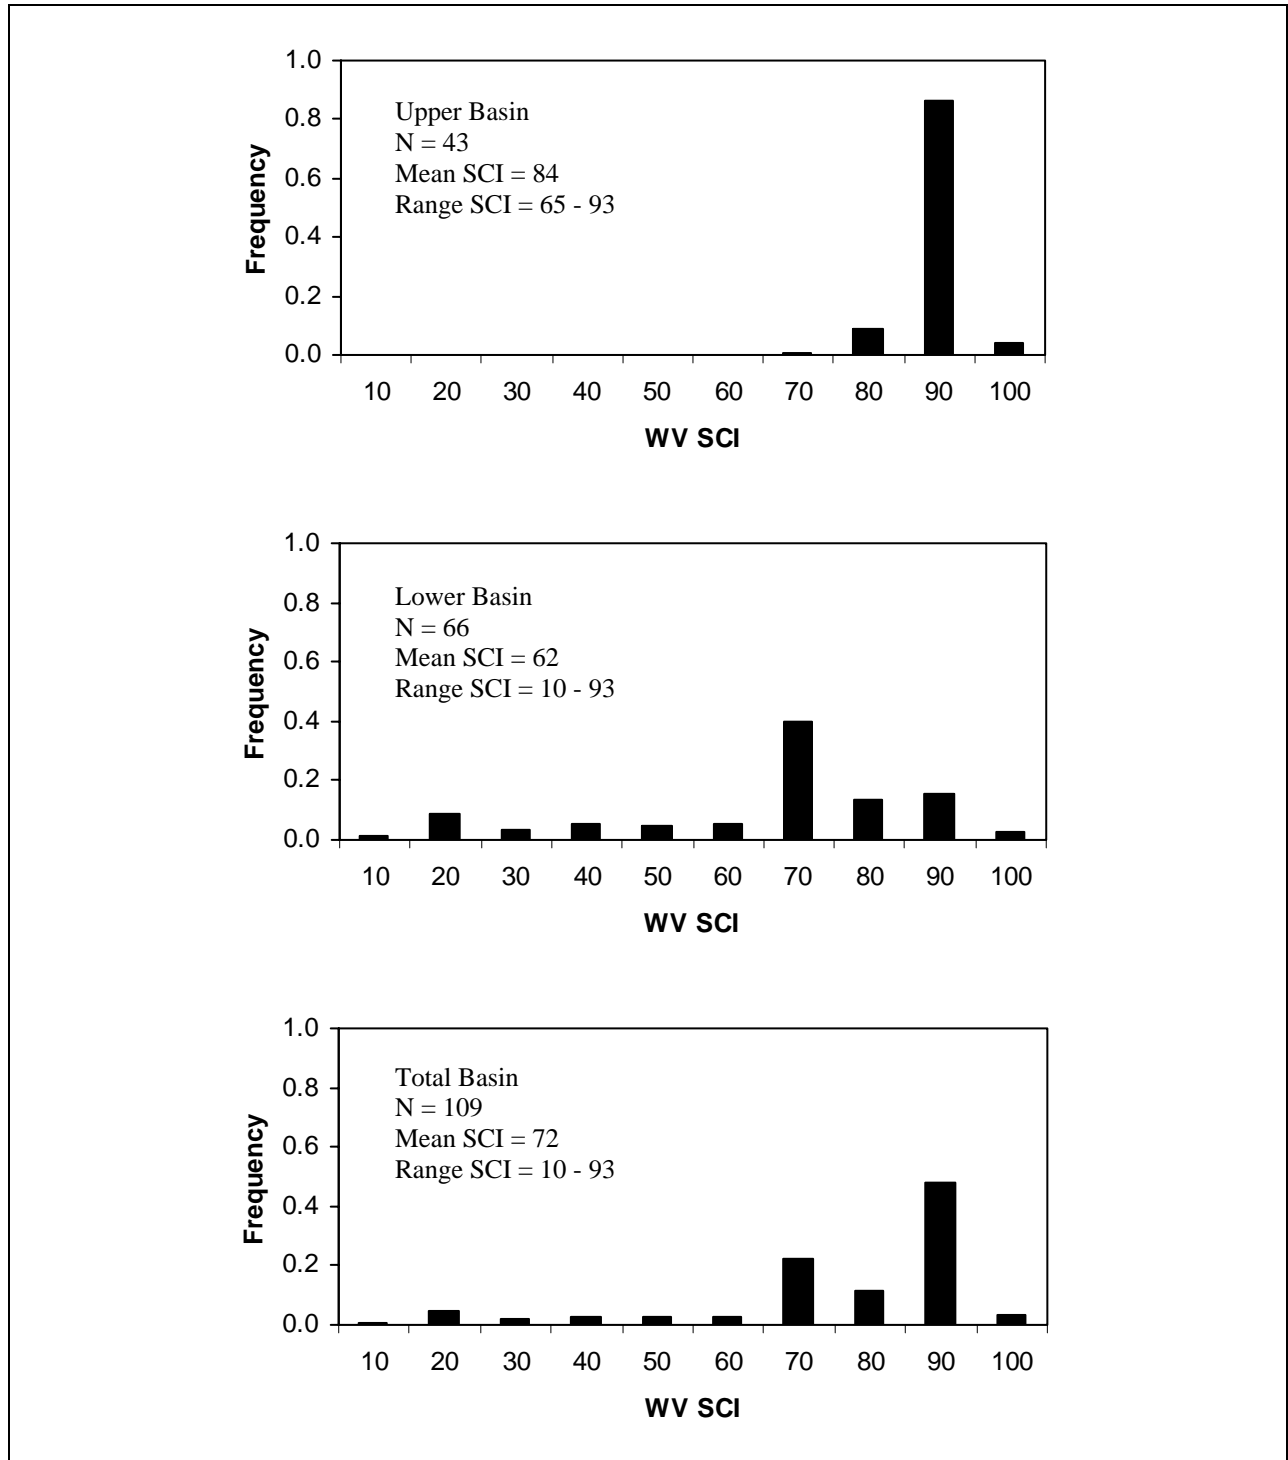 1.0
0.8
0.6
0.4
0.2
0.0
Frequency
Upper Basin
N = 43
Mean SCI = 84
Range SCI = 65 - 93
10 20 30 40 50 60 70 80 90 100
WV SCI
1.0
0.8
0.6
0.4
0.2
0.0
Frequency
Lower Basin
N = 66
Mean SCI = 62
Range SCI = 10 - 93
10 20 30 40 50 60 70 80 90 100
WV SCI
1.0
0.8
0.6
0.4
0.2
0.0
Frequency
Total Basin
N = 109
Mean SCI = 72
Range SCI = 10 - 93
10 20 30 40 50 60 70 80 90 100
WV SCI